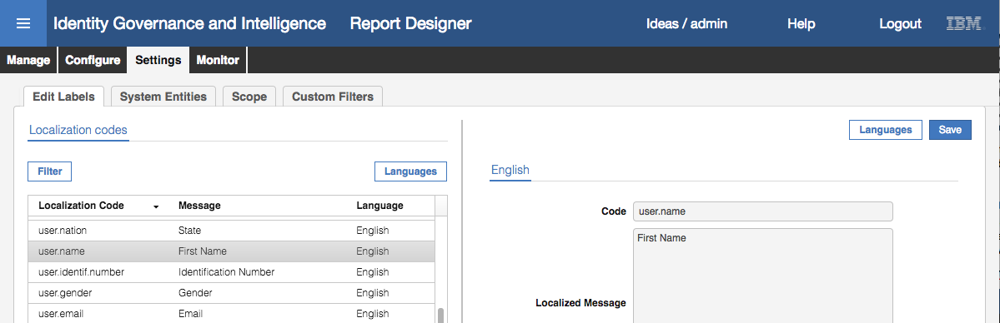 Identity Governance and Intelligence Report Designer Ideas / admin Help Logout IBM
Manage Configure Settings Monitor
Edit Labels System Entities Scope Custom Filters
Localization codes
Languages Save
Filter Languages
English
Localization Code Message Language
Code user.name
user.nation State English
user.name First Name English
user.identif.number Identification Number English
user.gender Gender English
user.email Email English
First Name
Localized Message